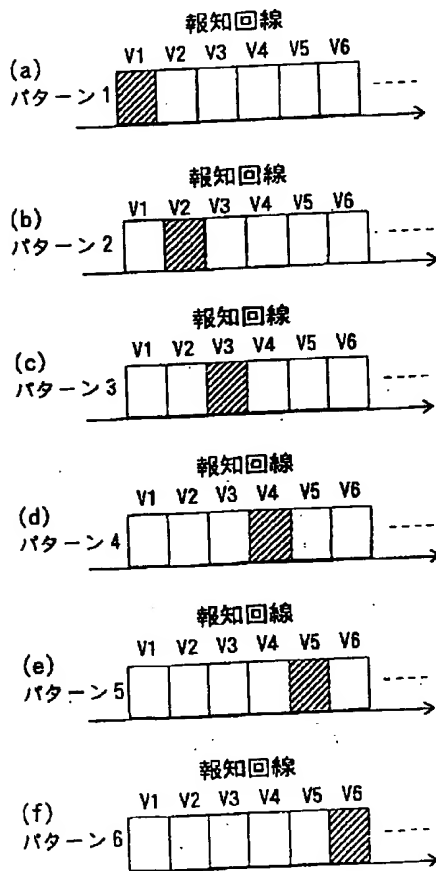 報知回線
V1 V2 V3 V4 V5 V6
(a)
パターン1
報知回線
V1 V2 V3 V4 V5 V6
(b)
パターン2
報知回線
V1 V2 V3 V4 V5 V6
(c)
パターン3
報知回線
V1 V2 V3 V4 V5 V6
(d)
パターン4
報知回線
V1 V2 V3 V4 V5 V6
(e)
パターン5
報知回線
V1 V2 V3 V4 V5 V6
(f)
パターン6